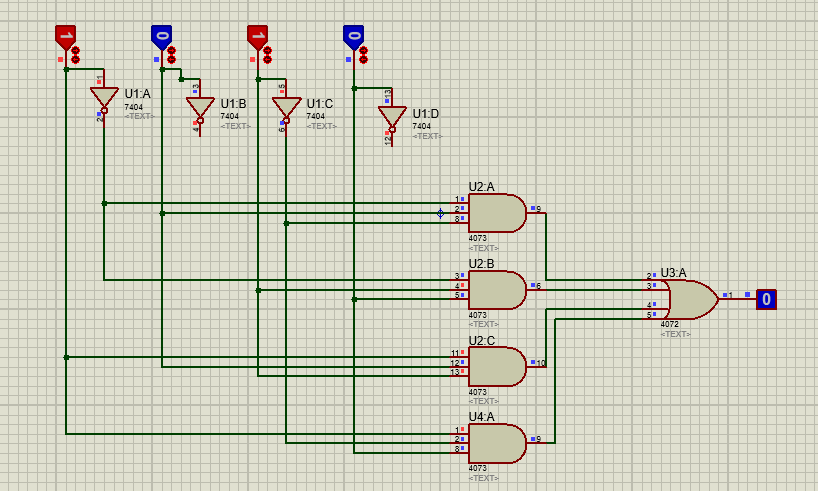 1 0 1 0
1 3 5 13
U1:A U1:B U1:C U1:D
7404 7404 7404 7404
<TEXT> <TEXT> <TEXT> <TEXT>
2 4 6 12
U2:A
1
2
8
9
4073
<TEXT>
U2:B
3
4
5
6
4073
<TEXT>
U2:C
11
12
13
10
4073
<TEXT>
U4:A
1
2
8
9
4073
<TEXT>
U3:A
2
3
4
5
1
0
4072
<TEXT>